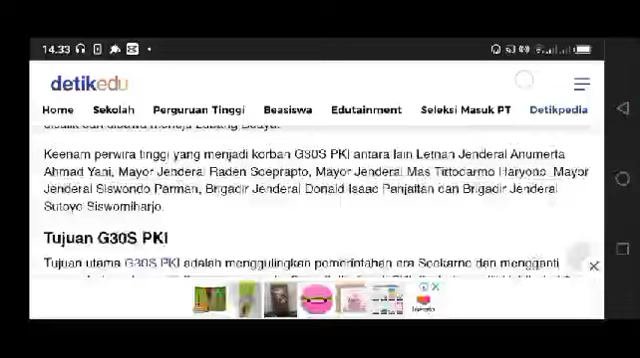 14.33
detikedu
Home Sekolah Perguruan Tinggi Beasiswa Edutainment Seleksi Masuk PT Detikpedia
Keenam perwira tinggi yang menjadi korban G30S PKI antara lain Letnan Jenderal Anumerta
Ahmad Yani, Mayor Jenderal Raden Soeprapto, Mayor Jenderal Mas Tirtodarmo Haryono, Mayor
Jenderal Siswondo Parman, Brigadir Jenderal Donald Isaac Panjaitan dan Brigadir Jenderal
Sutoyo Siswomiharjo.
Tujuan G30S PKI
Tujuan utama G30S PKI adalah menggulingkan pemerintahan era Soekarno dan mengganti